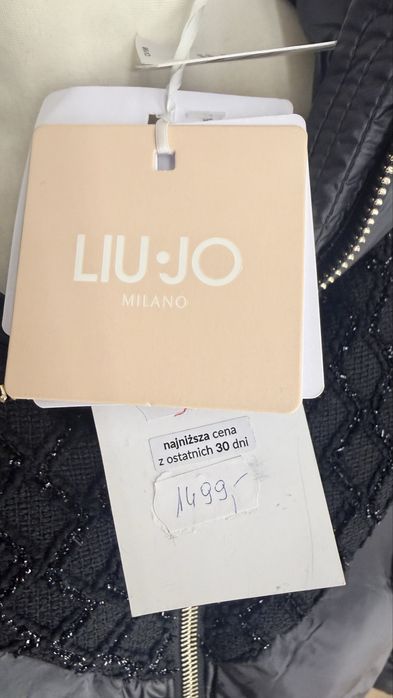 LIU·JO
MILANO
najniższa cena
z ostatnich 30 dni
1499,-